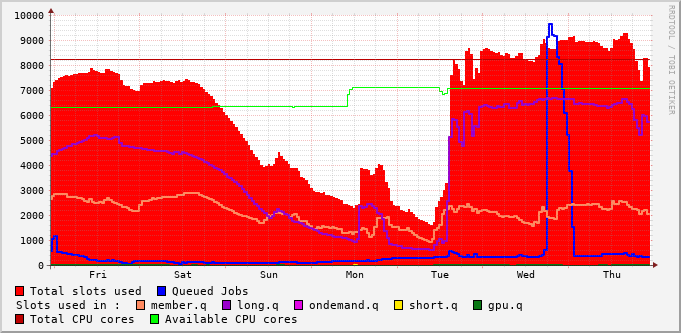 10000
9000
8000
7000
6000
5000
4000
3000
2000
1000
0
Fri Sat Sun Mon Tue Wed Thu
RRDTOOL / TOBI OETIKER
Total slots used Queued Jobs
Slots used in : member.q long.q ondemand.q short.q gpu.q
Total CPU cores Available CPU cores